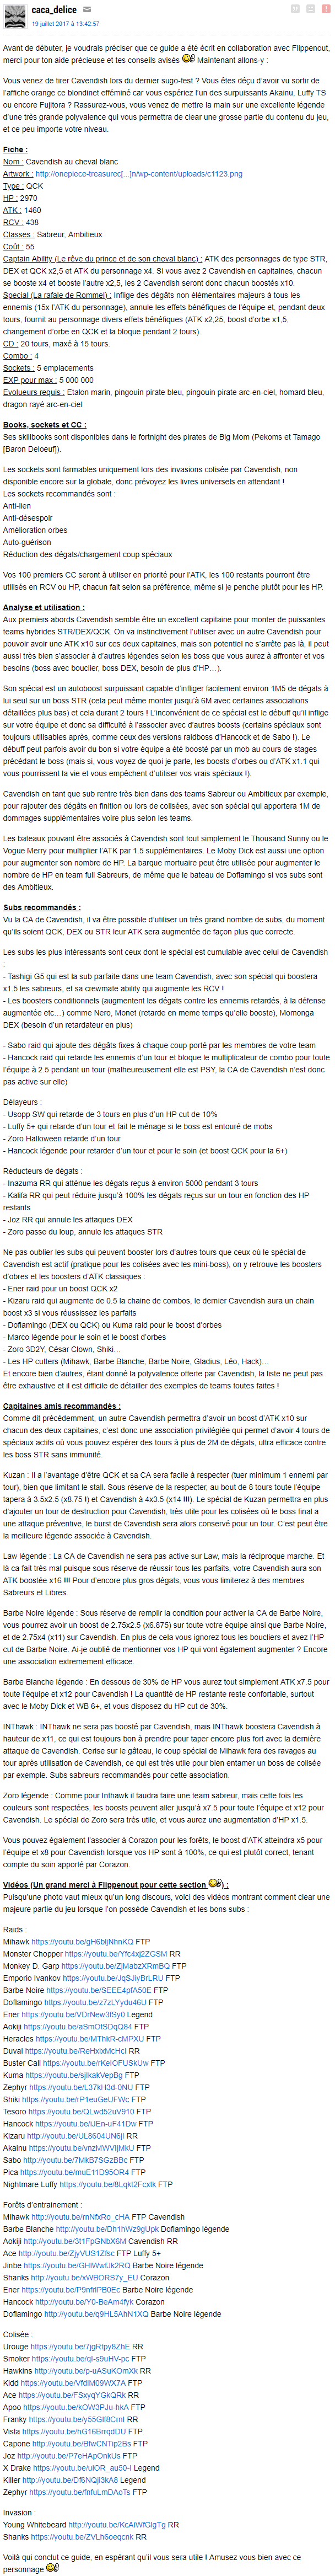 caca_delice
19 juillet 2017 à 13:42:57
Avant de débuter, je voudrais préciser que ce guide a été écrit en collaboration avec Flippenout,
merci pour ton aide précieuse et tes conseils avisés Maintenant allons-y :
Vous venez de tirer Cavendish lors du dernier sugo-fest ? Vous êtes déçu d'avoir vu sortir de
l'affiche orange ce blondinet efféminé car vous espériez l'un des surpuissants Akainu, Luffy TS
ou encore Fujitora ? Rassurez-vous, vous venez de mettre la main sur une excellente légende
d'une très grande polyvalence qui vous permettra de clear une grosse partie du contenu du jeu,
et ce peu importe votre niveau.
Fiche :
Nom : Cavendish au cheval blanc
Artwork : http://onepiece-treasurec[...]n/wp-content/uploads/c1123.png
Type : QCK
HP : 2970
ATK : 1460
RCV : 438
Classes : Sabreur, Ambitieux
Coût : 55
Captain Ability (Le rêve du prince et de son cheval blanc) : ATK des personnages de type STR,
DEX et QCK x2,5 et ATK du personnage x4. Si vous avez 2 Cavendish en capitaines, chacun
se booste x4 et booste l'autre x2,5, les 2 Cavendish seront donc chacun boostés x10.
Special (La rafale de Rommel) : Inflige des dégâts non élémentaires majeurs à tous les
ennemis (15x l'ATK du personnage), annule les effets bénéfiques de l'équipe et, pendant deux
tours, fournit au personnage divers effets bénéfiques (ATK x2,25, boost d'orbe x1,5,
changement d'orbe en QCK et la bloque pendant 2 tours).
CD : 20 tours, maxé à 15 tours.
Combo : 4
Sockets : 5 emplacements
EXP pour max : 5 000 000
Evolueurs requis : Etalon marin, pingouin pirate bleu, pingouin pirate arc-en-ciel, homard bleu,
dragon rayé arc-en-ciel
Books, sockets et CC :
Ses skillbooks sont disponibles dans le fortnight des pirates de Big Mom (Pekoms et Tamago
[Baron Deloeuf]).
Les sockets sont farmables uniquement lors des invasions colisée par Cavendish, non
disponible encore sur la globale, donc prévoyez les livres universels en attendant !
Les sockets recommandés sont :
Anti-lien
Anti-désespoir
Amélioration orbes
Auto-guérison
Réduction des dégats/chargement coup spéciaux
Vos 100 premiers CC seront à utiliser en priorité pour l'ATK, les 100 restants pourront être
utilisés en RCV ou HP, chacun fait selon sa préférence, même si je penche plutôt pour les HP.
Analyse et utilisation :
Aux premiers abords Cavendish semble être un excellent capitaine pour monter de puissantes
teams hybrides STR/DEX/QCK. On va instinctivement l'utiliser avec un autre Cavendish pour
pouvoir avoir une ATK x10 sur ces deux capitaines, mais son potentiel ne s'arrête pas là, il peut
aussi très bien s'associer à d'autres légendes selon les boss que vous aurez à affronter et vos
besoins (boss avec bouclier, boss DEX, besoin de plus d'HP…).
Son spécial est un autoboost surpuissant capable d'infliger facilement environ 1M5 de dégâts à
lui seul sur un boss STR (cela peut même monter jusqu'à 6M avec certaines associations
détaillées plus bas) et cela durant 2 tours ! L'inconvénient de ce spécial est le débuff qu'il inflige
sur votre équipe et donc sa difficulté à l'associer avec d'autres boosts (certains spéciaux sont
toujours utilisables après, comme ceux des versions raidboss d'Hancock et de Sabo !). Le
débuff peut parfois avoir du bon si votre équipe a été boosté par un mob au cours des stages
précédant le boss (mais si, vous voyez de quoi je parle, les boosts d'orbes ou d'ATK x1.1 qui
vous pourrissent la vie et vous empêchent d'utiliser vos vrais spéciaux !).
Cavendish en tant que sub rentre très bien dans des teams Sabreur ou Ambitieux par exemple,
pour rajouter des dégâts en finition ou lors de colisées, avec son spécial qui apportera 1M de
dommages supplémentaires voire plus selon les teams.
Les bateaux pouvant être associés à Cavendish sont tout simplement le Thousand Sunny ou le
Vogue Merry pour multiplier l'ATK par 1.5 supplémentaires. Le Moby Dick est aussi une option
pour augmenter son nombre de HP. La barque mortuaire peut être utilisée pour augmenter le
nombre de HP en team full Sabreurs, de même que le bateau de Doflamingo si vos subs sont
des Ambitieux.
Subs recommandés :
Vu la CA de Cavendish, il va être possible d'utiliser un très grand nombre de subs, du moment
qu'ils soient QCK, DEX ou STR leur ATK sera augmentée de façon plus que correcte.
Les subs les plus intéressants sont ceux dont le spécial est cumulable avec celui de Cavendish
:
- Tashigi G5 qui est la sub parfaite dans une team Cavendish, avec son spécial qui boostera
x1.5 les sabreurs, et sa crewmate ability qui augmente les RCV !
- Les boosters conditionnels (augmentent les dégats contre les ennemis retardés, à la défense
augmentée etc…) comme Nero, Monet (retarde en meme temps qu'elle booste), Momonga
DEX (besoin d'un retardateur en plus)
- Sabo raid qui ajoute des dégâts fixes à chaque coup porté par les membres de votre team
- Hancock raid qui retarde les ennemis d'un tour et bloque le multiplicateur de combo pour toute
l'équipe à 2.5 pendant un tour (malheureusement elle est PSY, la CA de Cavendish n'est donc
pas active sur elle)
Délayeurs :
- Usopp SW qui retarde de 3 tours en plus d'un HP cut de 10%
- Luffy 5+ qui retarde d'un tour et fait le ménage si le boss est entouré de mobs
- Zoro Halloween retarde d'un tour
- Hancock légende pour retarder d'un tour et pour le soin (et boost QCK pour la 6+)
Réducteurs de dégats :
- Inazuma RR qui atténue les dégats reçus à environ 5000 pendant 3 tours
- Kalifa RR qui peut réduire jusqu'à 100% les dégats reçus sur un tour en fonction des HP
restants
- Joz RR qui annule les attaques DEX
- Zoro passe du loup, annule les attaques STR
Ne pas oublier les subs qui peuvent booster lors d'autres tours que ceux où le spécial de
Cavendish est actif (pratique pour les colisées avec les mini-boss), on y retrouve les boosters
d'obres et les boosters d'ATK classiques :
- Ener raid pour un boost QCK x2
- Kizaru raid qui augmente de 0.5 la chaine de combos, le dernier Cavendish aura un chain
boost x3 si vous réussissez les parfaits
- Doflamingo (DEX ou QCK) ou Kuma raid pour le boost d'orbes
- Marco légende pour le soin et le boost d'orbes
- Zoro 3D2Y, César Clown, Shiki…
- Les HP cutters (Mihawk, Barbe Blanche, Barbe Noire, Gladius, Léo, Hack)…
Et encore bien d'autres, étant donné la polyvalence offerte par Cavendish, la liste ne peut pas
être exhaustive et il est difficile de détailler des exemples de teams toutes faites !
Capitaines amis recommandés :
Comme dit précédemment, un autre Cavendish permettra d'avoir un boost d'ATK x10 sur
chacun des deux capitaines, c'est donc une association privilégiée qui permet d'avoir 4 tours de
spéciaux actifs où vous pouvez espérer des tours à plus de 2M de dégats, ultra efficace contre
les boss STR sans immunité.
Kuzan : Il a l'avantage d'être QCK et sa CA sera facile à respecter (tuer minimum 1 ennemi par
tour), bien que limitant le stall. Sous réserve de la respecter, au bout de 8 tours toute l'équipe
tapera à 3.5x2.5 (x8.75 !) et Cavendish à 4x3.5 (x14 !!!). Le spécial de Kuzan permettra en plus
d'ajouter un tour de destruction pour Cavendish, très utile pour les colisées où le boss final a
une attaque préventive, le burst de Cavendish sera alors conservé pour un tour. C'est peut être
la meilleure légende associée à Cavendish.
Law légende : La CA de Cavendish ne sera pas active sur Law, mais la réciproque marche. Et
là ca fait très mal puisque sous réserve de réussir tous les parfaits, votre Cavendish aura son
ATK boostée x16 !!! Pour d'encore plus gros dégats, vous vous limiterez à des membres
Sabreurs et Libres.
Barbe Noire légende : Sous réserve de remplir la condition pour activer la CA de Barbe Noire,
vous pourrez avoir un boost de 2.75x2.5 (x6.875) sur toute votre équipe ainsi que Barbe Noire,
et de 2.75x4 (x11) sur Cavendish. En plus de cela vous ignorez tous les boucliers et avez l'HP
cut de Barbe Noire. Ai-je oublié de mentionner vos HP qui vont également augmenter ? Encore
une association extremement efficace.
Barbe Blanche légende : En dessous de 30% de HP vous aurez tout simplement ATK x7.5 pour
toute l'équipe et x12 pour Cavendish ! La quantité de HP restante reste confortable, surtout
avec le Moby Dick et WB 6+, et vous disposez du HP cut de 30%.
INThawk : INThawk ne sera pas boosté par Cavendish, mais INThawk boostera Cavendish à
hauteur de x11, ce qui est toujours bon à prendre pour taper encore plus fort avec la dernière
attaque de Cavendish. Cerise sur le gâteau, le coup spécial de Mihawk fera des ravages au
tour après utilisation de Cavendish, ce qui est très utile pour bien entamer un boss de colisée
par exemple. Subs sabreurs recommandés pour cette association.
Zoro légende : Comme pour Inthawk il faudra faire une team sabreur, mais cette fois les
couleurs sont respectées, les boosts peuvent aller jusqu'à x7.5 pour toute l'équipe et x12 pour
Cavendish. Le spécial de Zoro sera très utile, et vous aurez une augmentation d'HP x1.5.
Vous pouvez également l'associer à Corazon pour les forêts, le boost d'ATK atteindra x5 pour
l'équipe et x8 pour Cavendish lorsque vos HP sont à 100%, ce qui est plutôt correct, tenant
compte du soin apporté par Corazon.
Vidéos (Un grand merci à Flippenout pour cette section ) :
Puisqu'une photo vaut mieux qu'un long discours, voici des vidéos montrant comment clear une
majeure partie du jeu lorsque l'on possède Cavendish et les bons subs :
Raids :
Mihawk https://youtu.be/gH6bljNhnKQ FTP
Monster Chopper https://youtu.be/Yfc4xj2ZGSM RR
Monkey D. Garp https://youtu.be/ZjMabzXRmBQ FTP
Emporio Ivankov https://youtu.be/JqSJiyBrLRU FTP
Barbe Noire https://youtu.be/SEEE4pfA50E FTP
Doflamingo https://youtu.be/z7zLYydu46U FTP
Ener https://youtu.be/VDrNew3fSy0 Legend
Aokiji https://youtu.be/aSmOtSDqQ84 FTP
Heracles https://youtu.be/MThkR-cMPXU FTP
Duval https://youtu.be/ReHxixMcHcI RR
Buster Call https://youtu.be/rKeIOFUSkUw FTP
Kuma https://youtu.be/sjIkakVepBg FTP
Zephyr https://youtu.be/L37kH3d-0NU FTP
Shiki https://youtu.be/rP1euGeUFWc FTP
Tesoro https://youtu.be/QLwd52uV910 FTP
Hancock https://youtu.be/iJEn-uF41Dw FTP
Kizaru http://youtu.be/UL8604UN6jI RR
Akainu https://youtu.be/vnzMWVIjMkU FTP
Sabo http://youtu.be/7MkB7SGzBBc FTP
Pica https://youtu.be/muE11D95OR4 FTP
Nightmare Luffy https://youtu.be/8Lqkt2Fcxtk FTP
Forêts d'entrainement :
Mihawk http://youtu.be/rnNfxRo_cHA FTP Cavendish
Barbe Blanche http://youtu.be/Dh1hWz9gUpk Doflamingo légende
Aokiji http://youtu.be/3t1FpGNbX6M Cavendish RR
Ace http://youtu.be/ZjyVUS1Zfsc FTP Luffy 5+
Jinbe https://youtu.be/GHlWwfJK2RQ Barbe Noire légende
Shanks http://youtu.be/xWBORS7y_EU Corazon
Ener https://youtu.be/P9nfrlPB0Ec Barbe Noire légende
Hancock http://youtu.be/Y0-BeAm4fyk Corazon
Doflamingo http://youtu.be/q9HL5AhN1XQ Barbe Noire légende
Colisée :
Urouge https://youtu.be/7jgRtpy8ZhE RR
Smoker https://youtu.be/qI-s9uHV-pc FTP
Hawkins http://youtu.be/p-uASuKOmXk RR
Kidd https://youtu.be/VfdlM09WX7A FTP
Ace https://youtu.be/FSxyqYGkQRk RR
Apoo https://youtu.be/kOW3PJu-hkA FTP
Franky https://youtu.be/y55Glf8CrnI RR
Vista https://youtu.be/hG16BrrqdDU FTP
Capone http://youtu.be/BfwCNTip2Bs FTP
Joz http://youtu.be/P7eHApOnkUs FTP
X Drake https://youtu.be/uiOR_au50-I Legend
Killer http://youtu.be/Df6NQji3kA8 Legend
Zephyr https://youtu.be/fnfuLmDAoTs FTP
Invasion :
Young Whitebeard http://youtu.be/KcAiWfGlgTg RR
Shanks https://youtu.be/ZVLh6oeqcnk RR
Voilà qui conclut ce guide, en espérant qu'il vous sera utile ! Amusez vous bien avec ce
personnage